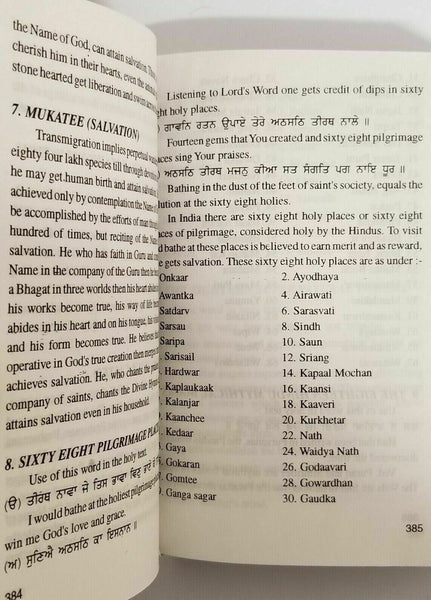 the Name of God, can attain salvation.
cherish him in their hearts, even the
stone hearted get liberation and swim
7. MUKATEE (SALVATION)
Transmigration implies perpetual
eighty four lakh species till through
he may get human birth and attain
achieved only by contemplation the Name
be accomplished by the efforts of man
hundred of times, but reciting of the Name
salvation. He who has faith in Guru and
Name in the company of the Guru then
a Bhagat in three worlds then his heart
his works become true, his way of life
abides in his heart and on his tongue, his
and his form becomes true. He believes
operative in God's true creation then
achieves salvation. He, who chants the
company of saints, chants the Divine
attains salvation even in his household.
8. SIXTY EIGHT PILGRIMAGE
Use of this word in the holy text.
(ੳ) ਤੀਰਥ ਨਾਵਾ ਜੇ ਤਿਸ ਭਾਵਾ ਵਿਣੁ ਭਾਣੇ
I would bathe at the holiest pilgrimage
win me God's love and grace.
(ਅ) ਸੁਣਿਐ ਅਠਸਠਿ ਕਾ ਇਸਨਾਨ ॥
384
Listening to Lord's Word one gets credit of dips in sixty
holy places.
ਗਾਵਨਿ ਰਤਨ ਉਪਾਏ ਤੇਰੇ ਅਠਸਠਿ ਤੀਰਥ ਨਾਲੇ ॥
Fourteen gems that You created and sixty eight pilgrimage
sing Your praises.
ਅਠਸਠਿ ਤੀਰਥ ਮਜਨੁ ਕੀਆ ਸਤ ਸੰਗਤਿ ਪਗ ਨਾਇ ਧੂਰ ॥
Bathing in the dust of the feet of saint's society, equals the
at the sixty eight holies.
In India there are sixty eight holy places or sixty eight
of pilgrimage, considered holy by the Hindus. To visit
bathe at these places is believed to earn merit and as reward,
gets salvation. These sixty eight holy places are as under :-
Onkaar 2. Ayodhaya
Awantka 4. Airawati
Satdarv 6. Sarasvati
Sarsau 8. Sindh
Saripa 10. Saun
Sarisail 12. Sriang
Hardwar 14. Kapaal Mochan
Kaplaukaak 16. Kaansi
Kalanjar 18. Kaaveri
Kaanchee 20. Kurkhetar
Kedaar 22. Nath
Gaya 24. Waidya Nath
Gokaran 26. Godaavari
Gomtee 28. Gowardhan
Ganga sagar 30. Gaudka
385